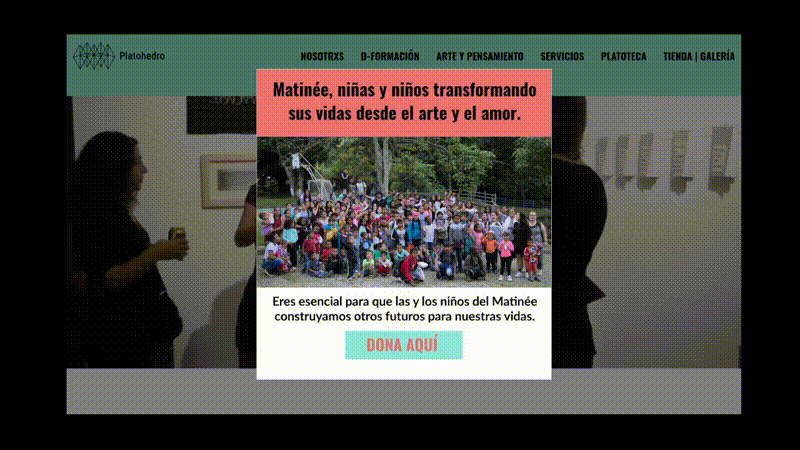 Platohedro
NOSOTRXS D-FORMACIÓN ARTE Y PENSAMIENTO SERVICIOS PLATOTECA TIENDA | GALERÍA
Matinée, niñas y niños transformando
sus vidas desde el arte y el amor.
Eres esencial para que las y los niños del Matinée
construyamos otros futuros para nuestras vidas.
DONA AQUÍ